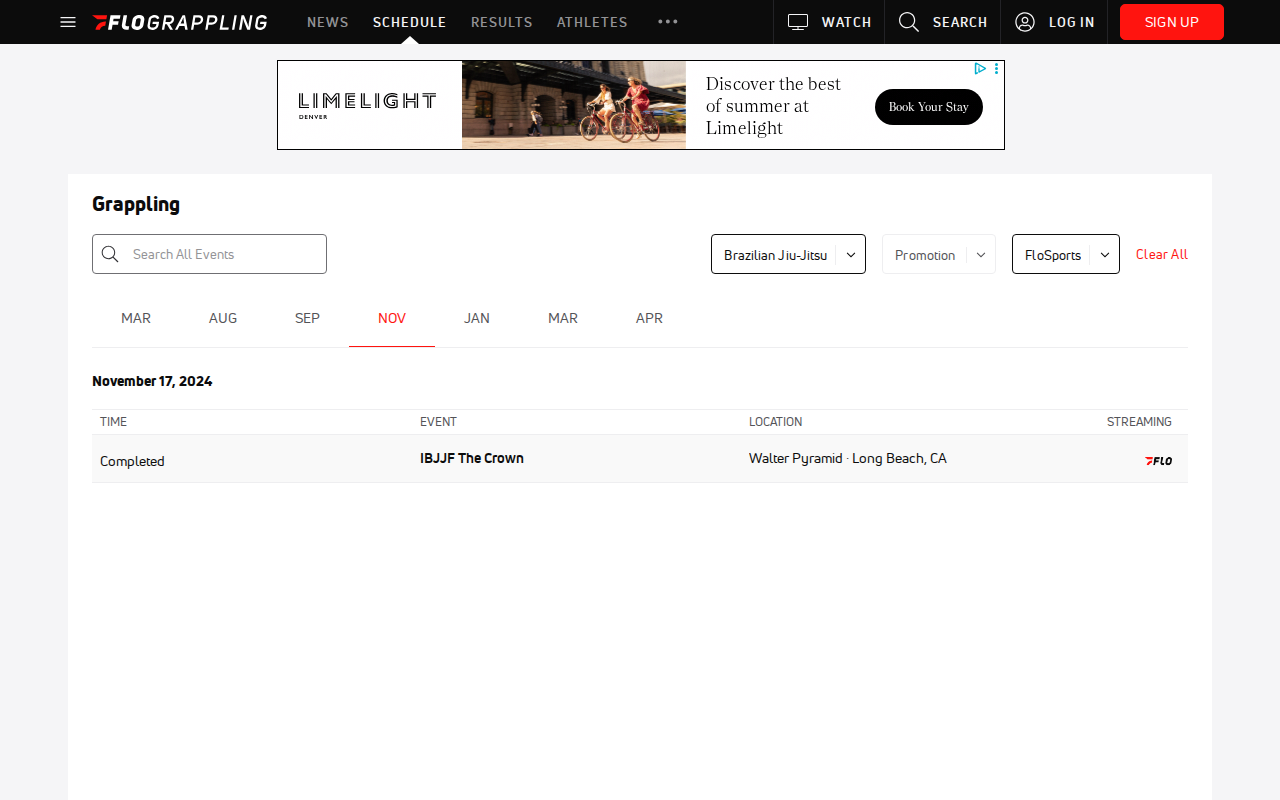 FLOGRAPPLING
NEWS
SCHEDULE
RESULTS
ATHLETES
WATCH
SEARCH
LOG IN
SIGN UP
LIMELIGHT
DENVER
Discover the best
of summer at
Limelight
Book Your Stay
Grappling
Search All Events
Brazilian Jiu-Jitsu
Promotion
FloSports
Clear All
MAR
AUG
SEP
NOV
JAN
MAR
APR
November 17, 2024
TIME
EVENT
LOCATION
STREAMING
Completed
IBJJF The Crown
Walter Pyramid · Long Beach, CA
FLO